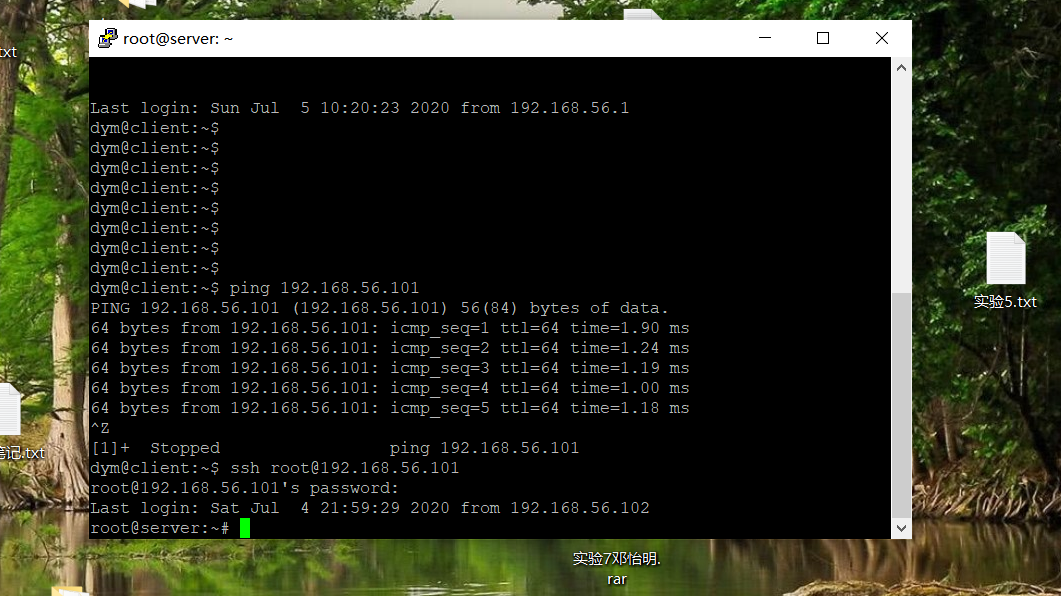 root@server: ~
txt
Last login: Sun Jul  5 10:20:23 2020 from 192.168.56.1
dym@client:~$
dym@client:~$
dym@client:~$
dym@client:~$
dym@client:~$
dym@client:~$
dym@client:~$
dym@client:~$
dym@client:~$ ping 192.168.56.101
PING 192.168.56.101 (192.168.56.101) 56(84) bytes of data.
64 bytes from 192.168.56.101: icmp_seq=1 ttl=64 time=1.90 ms
64 bytes from 192.168.56.101: icmp_seq=2 ttl=64 time=1.24 ms
64 bytes from 192.168.56.101: icmp_seq=3 ttl=64 time=1.19 ms
64 bytes from 192.168.56.101: icmp_seq=4 ttl=64 time=1.00 ms
64 bytes from 192.168.56.101: icmp_seq=5 ttl=64 time=1.18 ms
^Z
[1]+  Stopped                 ping 192.168.56.101
dym@client:~$ ssh root@192.168.56.101
root@192.168.56.101's password:
Last login: Sat Jul  4 21:59:29 2020 from 192.168.56.102
root@server:~#
实验5.txt
笔记.txt
实验7邓怡明.
rar